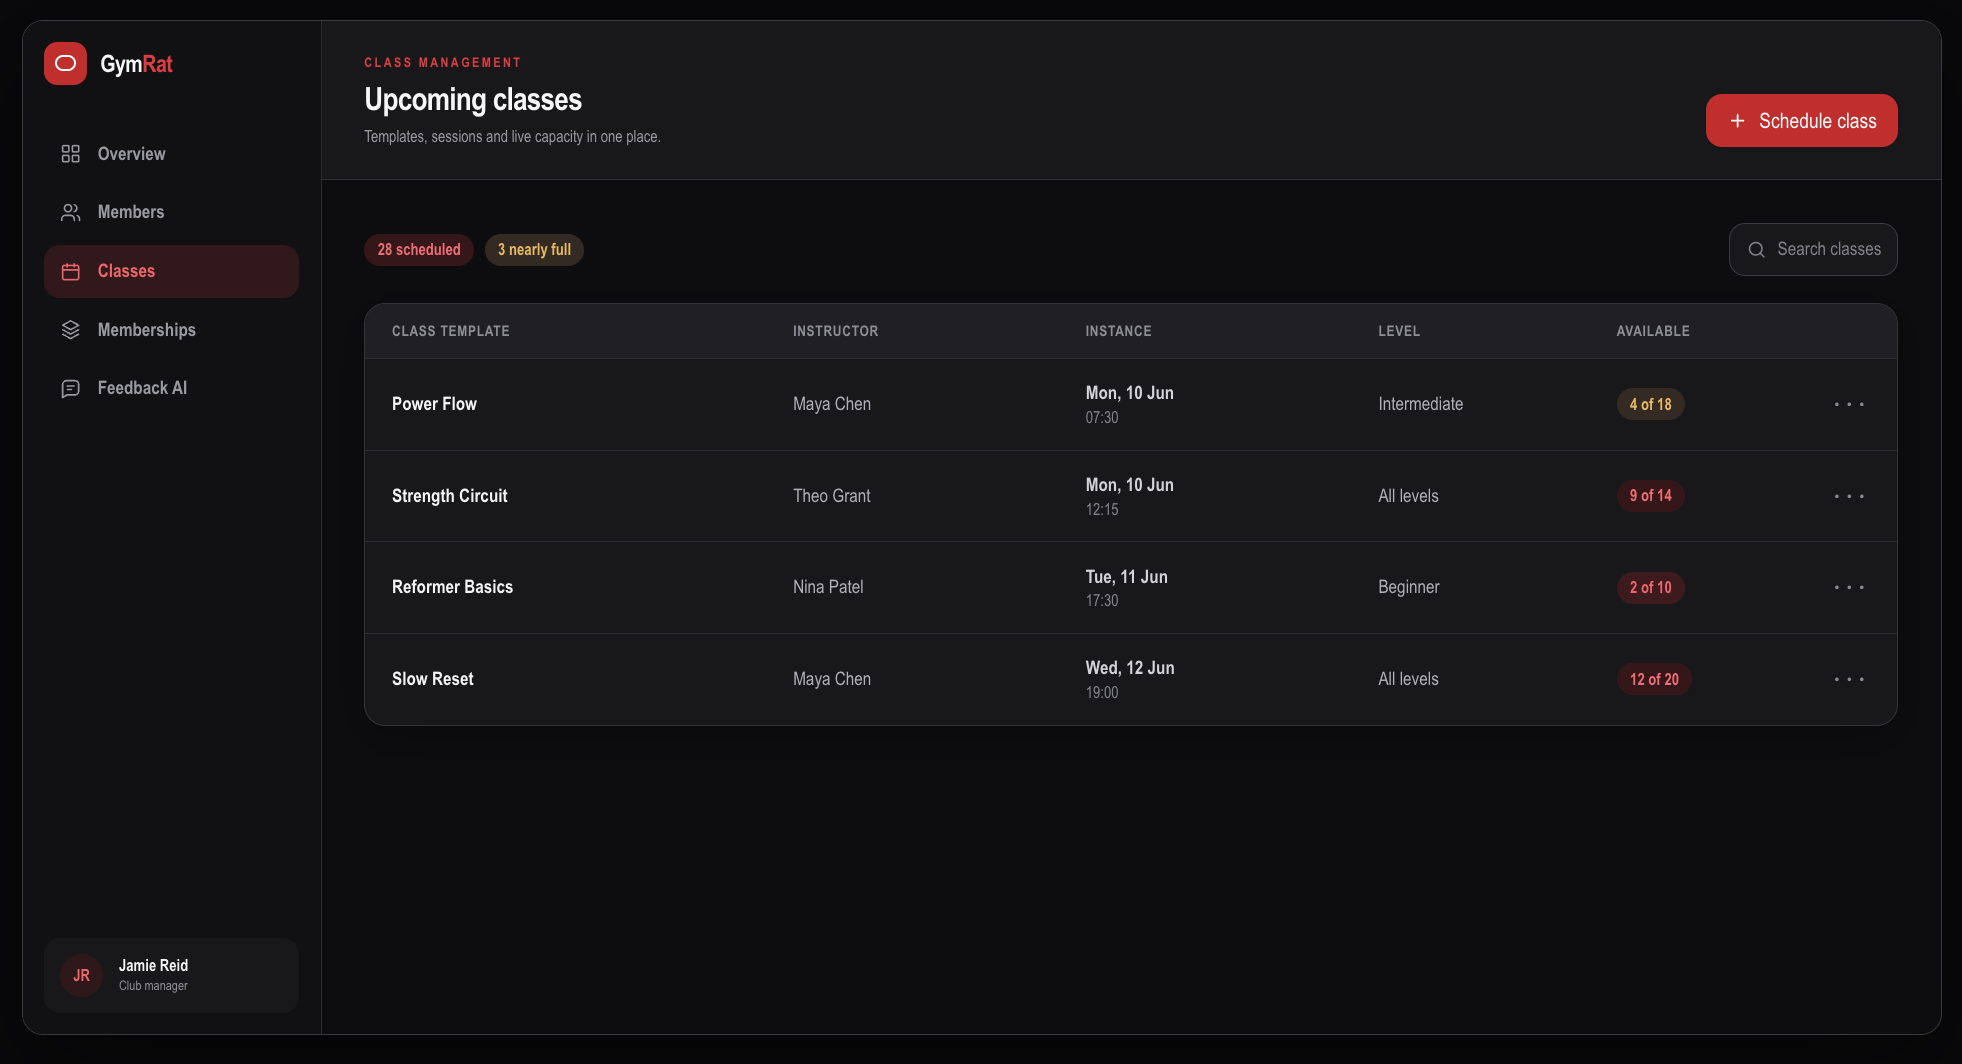 GymRat
Overview
Members
Classes
Memberships
Feedback AI
JR
Jamie Reid
Club manager
CLASS MANAGEMENT
Upcoming classes
Templates, sessions and live capacity in one place.
+ Schedule class
28 scheduled
3 nearly full
Search classes
CLASS TEMPLATE INSTRUCTOR INSTANCE LEVEL AVAILABLE
Power Flow Maya Chen Mon, 10 Jun 07:30 Intermediate 4 of 18
Strength Circuit Theo Grant Mon, 10 Jun 12:15 All levels 9 of 14
Reformer Basics Nina Patel Tue, 11 Jun 17:30 Beginner 2 of 10
Slow Reset Maya Chen Wed, 12 Jun 19:00 All levels 12 of 20